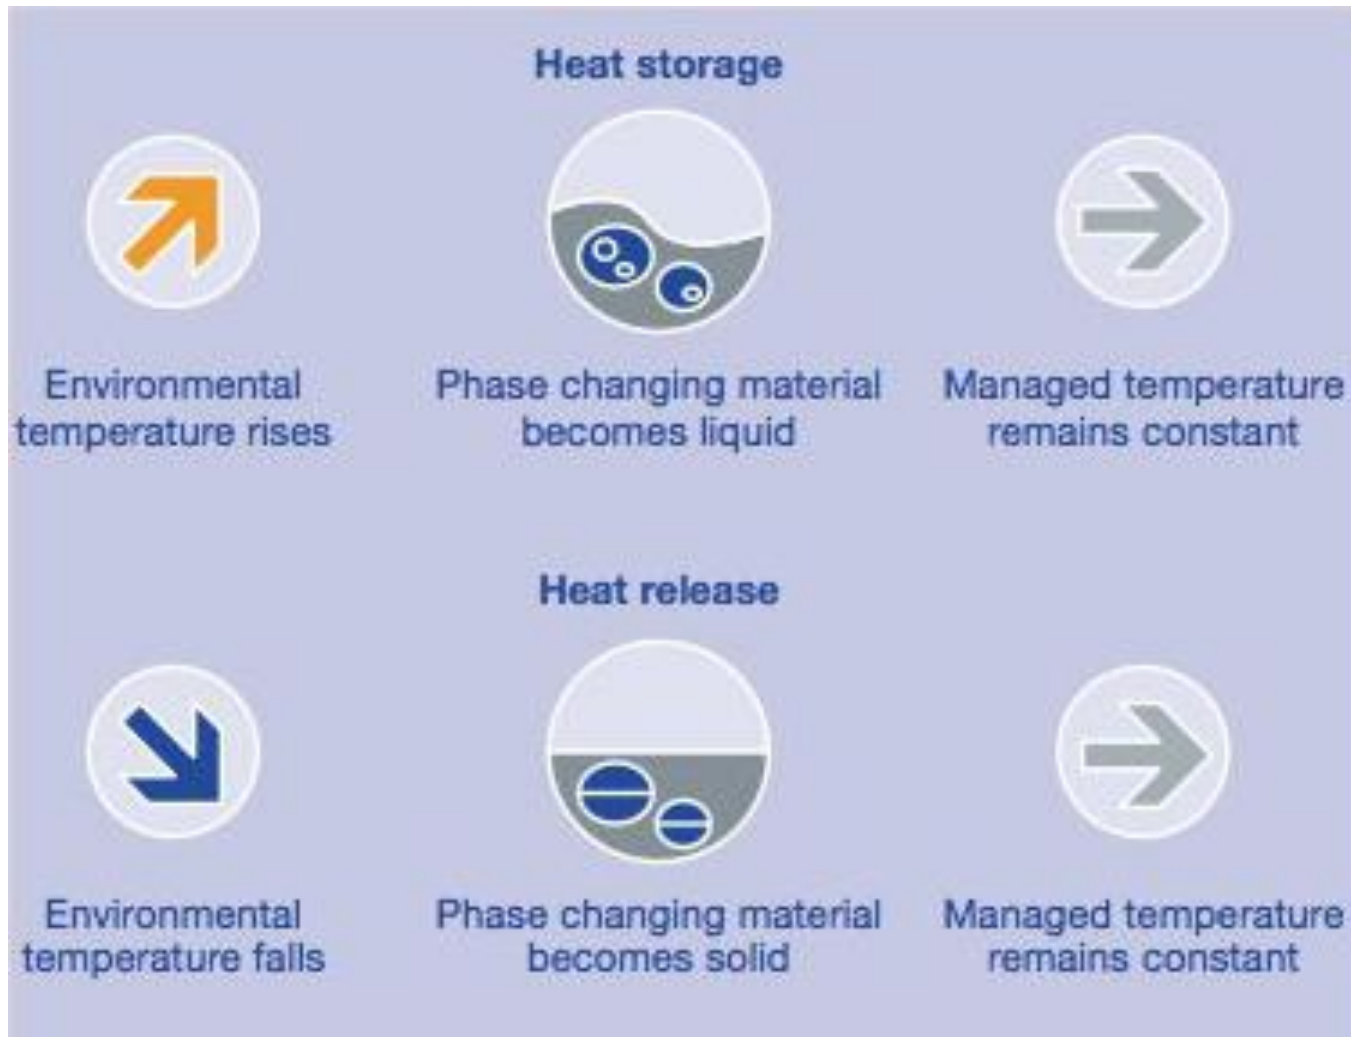 Heat storage
Environmental
temperature rises
Phase changing material
becomes liquid
Managed temperature
remains constant
Heat release
Environmental
temperature falls
Phase changing material
becomes solid
Managed temperature
remains constant